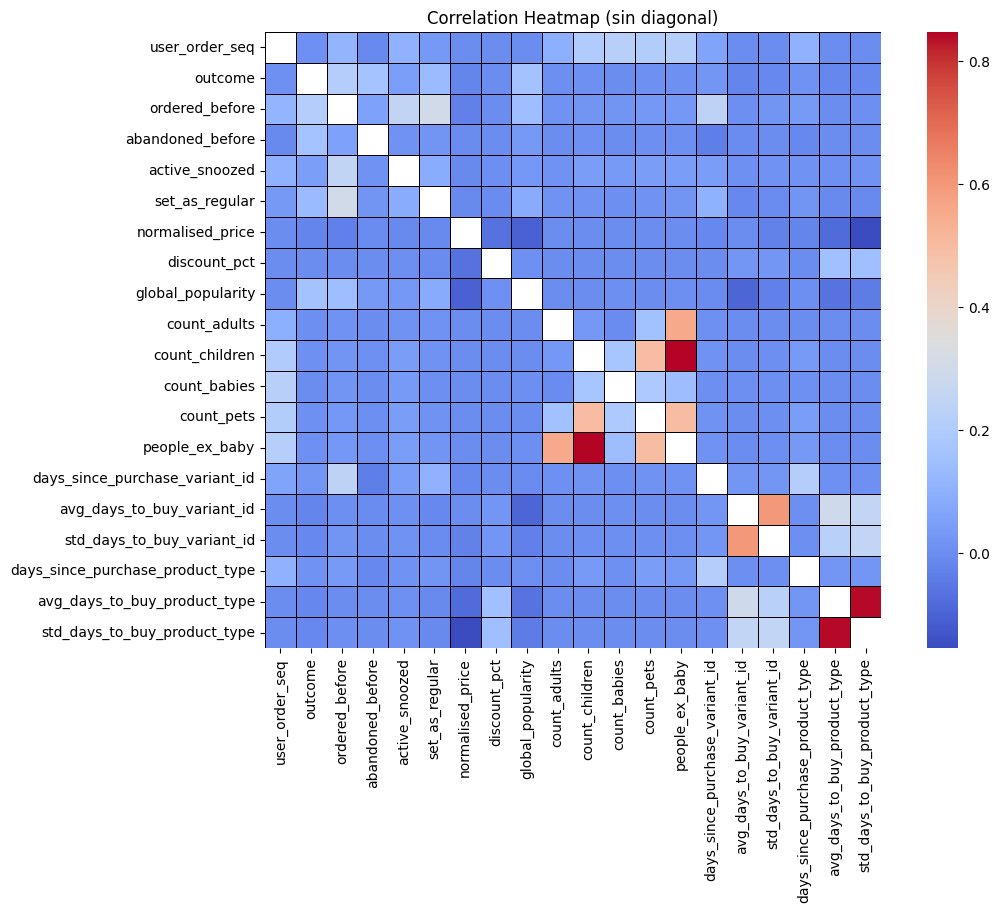 Correlation Heatmap (sin diagonal)
user_order_seq
outcome
ordered_before
abandoned_before
active_snoozed
set_as_regular
normalised_price
discount_pct
global_popularity
count_adults
count_children
count_babies
count_pets
people_ex_baby
days_since_purchase_variant_id
avg_days_to_buy_variant_id
std_days_to_buy_variant_id
days_since_purchase_product_type
avg_days_to_buy_product_type
std_days_to_buy_product_type
user_order_seq
outcome
ordered_before
abandoned_before
active_snoozed
set_as_regular
normalised_price
discount_pct
global_popularity
count_adults
count_children
count_babies
count_pets
people_ex_baby
days_since_purchase_variant_id
avg_days_to_buy_variant_id
std_days_to_buy_variant_id
days_since_purchase_product_type
avg_days_to_buy_product_type
std_days_to_buy_product_type
0.8
0.6
0.4
0.2
0.0